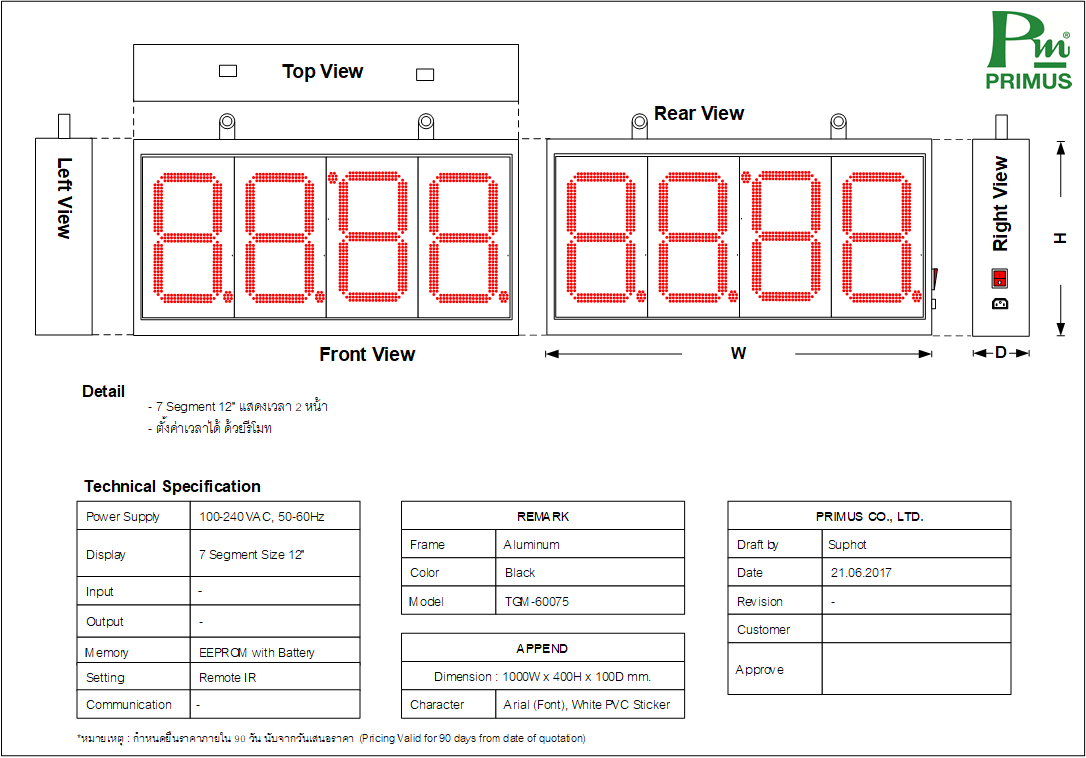 Pm®
PRIMUS
Top View
Rear View
Left View
Right View
H
Front View
W
D
Detail
- 7 Segment 12" แสดงเวลา 2 หน้า
- ตั้งค่าเวลาได้ ด้วยรีโมท
Technical Specification
Power Supply 100-240VAC, 50-60Hz
Display 7 Segment Size 12"
Input -
Output -
Memory EEPROM with Battery
Setting Remote IR
Communication -
REMARK
Frame Aluminum
Color Black
Model TGM-60075
APPEND
Dimension : 1000W x 400H x 100D mm.
Character Arial (Font), White PVC Sticker
PRIMUS CO., LTD.
Draft by Suphot
Date 21.06.2017
Revision -
Customer
Approve
*หมายเหตุ : กำหนดยืนราคาภายใน 90 วัน นับจากวันเสนอราคา (Pricing Valid for 90 days from date of quotation)